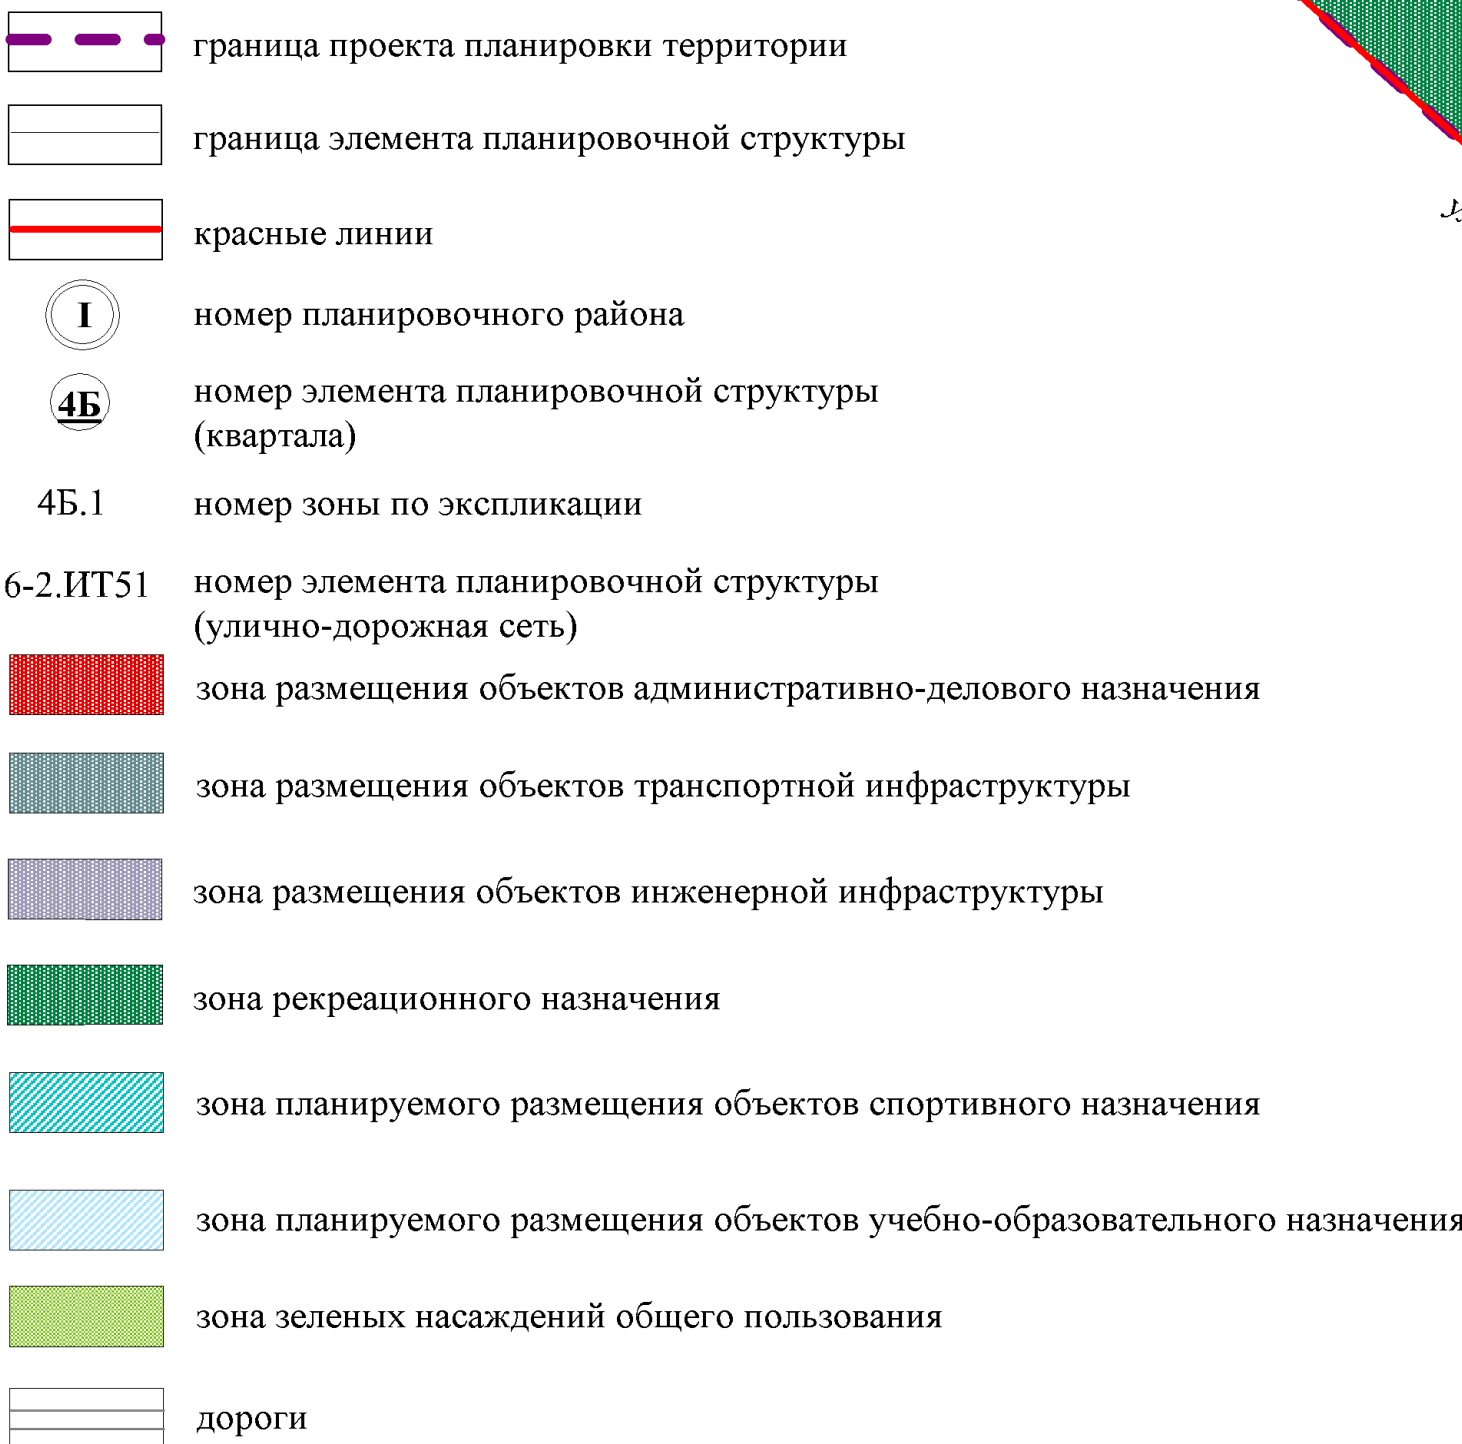 граница проекта планировки территории
граница элемента планировочной структуры
красные линии
I номер планировочного района
4Б номер элемента планировочной структуры
(квартала)
4Б.1 номер зоны по экспликации
6-2.ИТ51 номер элемента планировочной структуры
(улично-дорожная сеть)
зона размещения объектов административно-делового назначения
зона размещения объектов транспортной инфраструктуры
зона размещения объектов инженерной инфраструктуры
зона рекреационного назначения
зона планируемого размещения объектов спортивного назначения
зона планируемого размещения объектов учебно-образовательного назначения
зона зеленых насаждений общего пользования
дороги